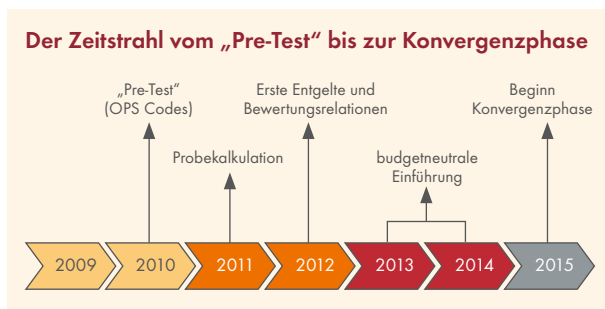 Der Zeitstrahl vom „Pre-Test“ bis zur Konvergenzphase
„Pre-Test“
(OPS Codes)
Erste Entgelte und
Bewertungsrelationen
Beginn
Konvergenzphase
Probekalkulation
budgetneutrale
Einführung
2009 2010 2011 2012 2013 2014 2015